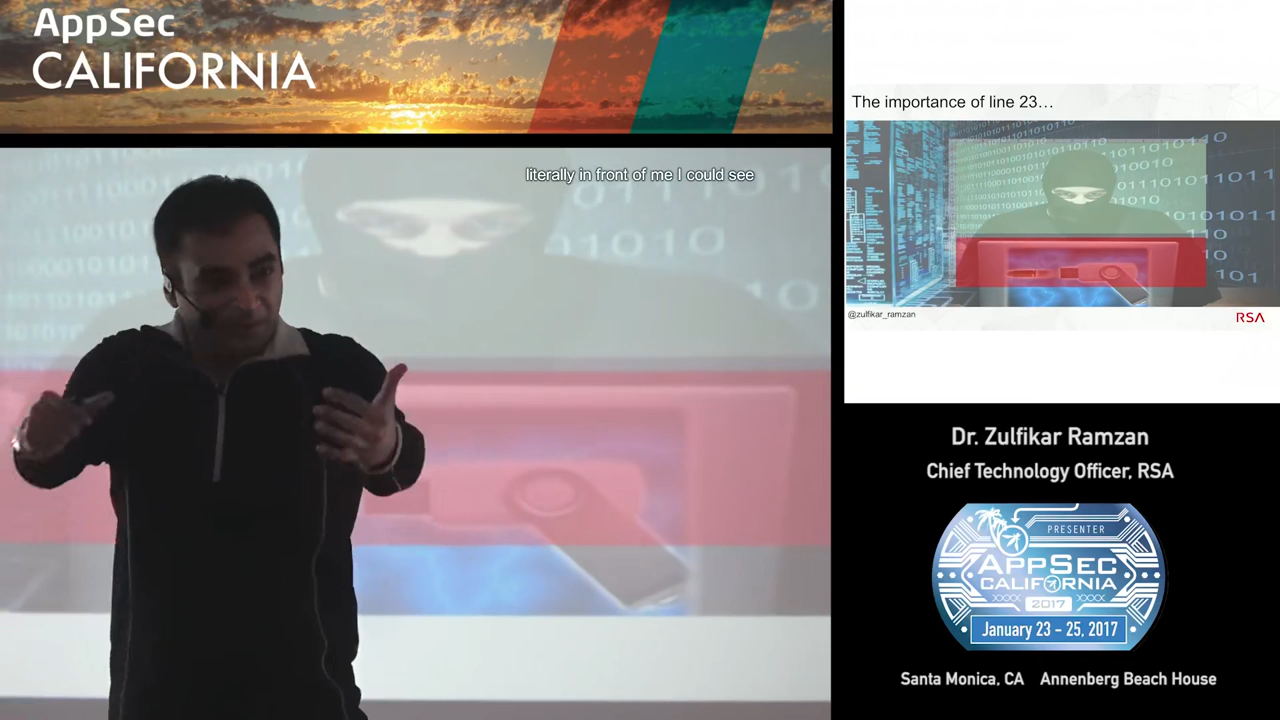 AppSec
CALIFORNIA
literally in front of me I could see
The importance of line 23…
@zulfikar_ramzan
RSA
Dr. Zulfikar Ramzan
Chief Technology Officer, RSA
PRESENTER
APPSEC
CALIFORNIA
2017
January 23 - 25, 2017
Santa Monica, CA Annenberg Beach House